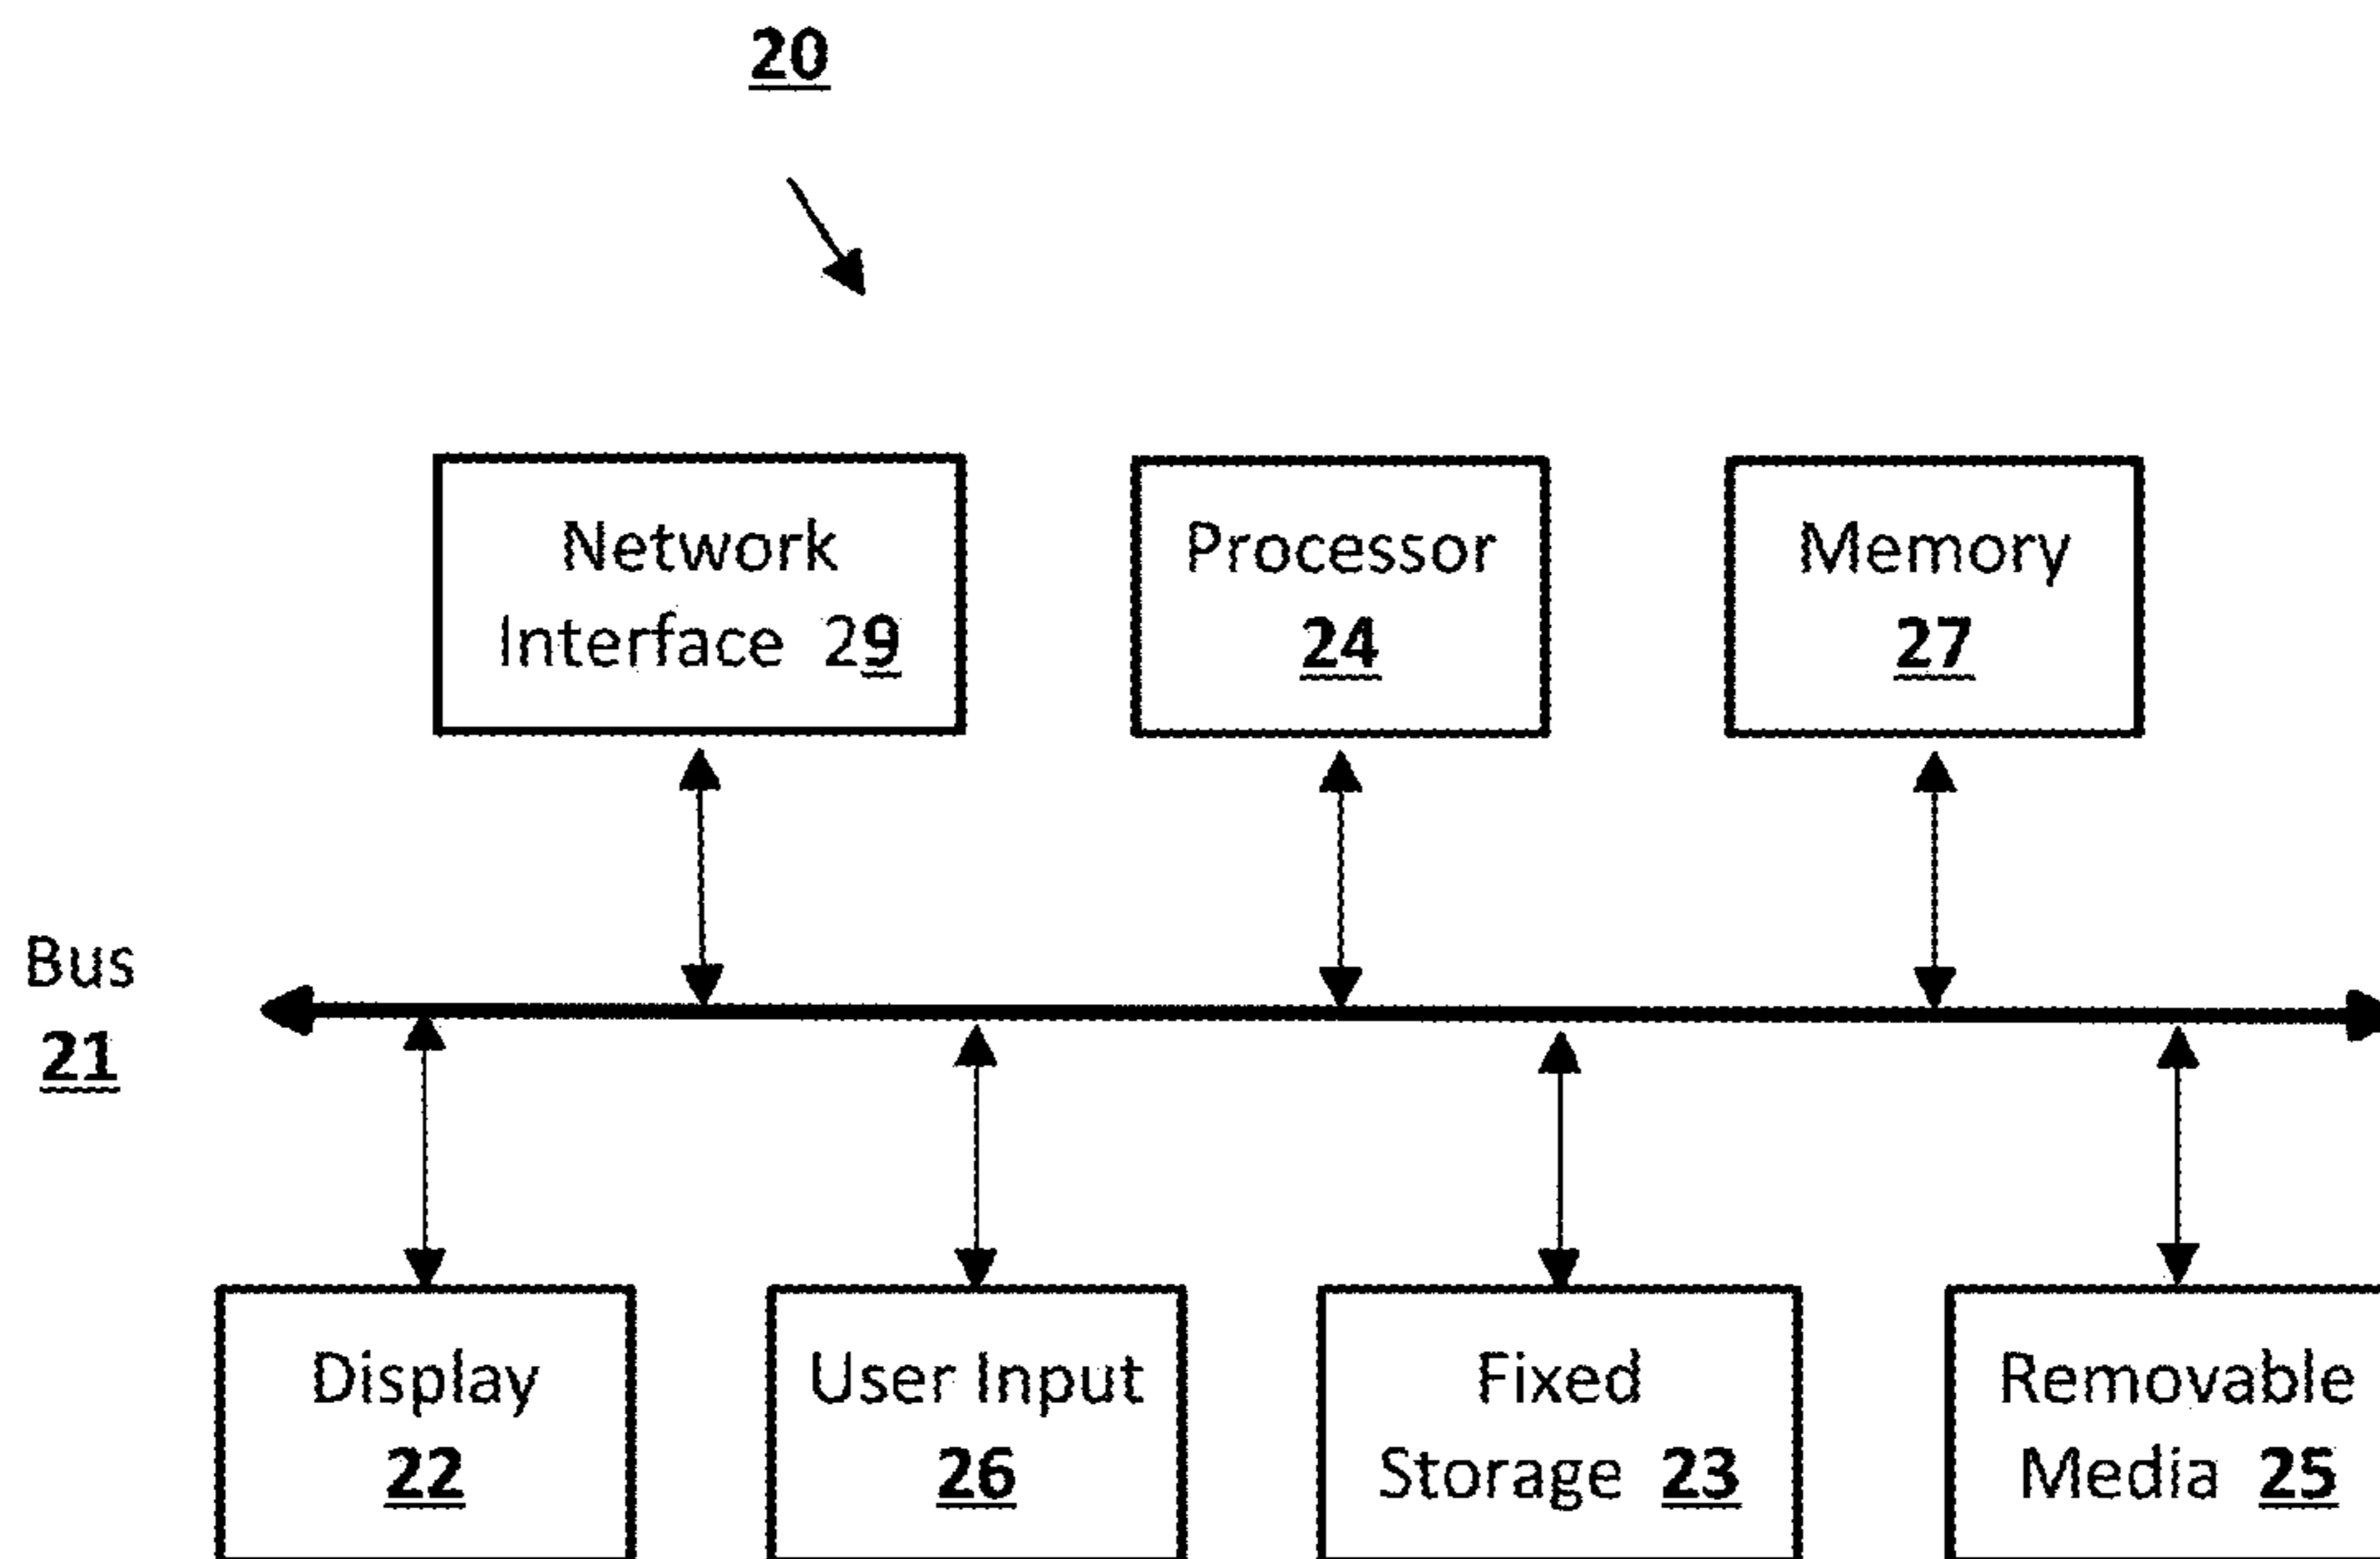 20
Network
Interface 29
Processor
24
Memory
27
Bus
21
Display
22
User Input
26
Fixed
Storage 23
Removable
Media 25